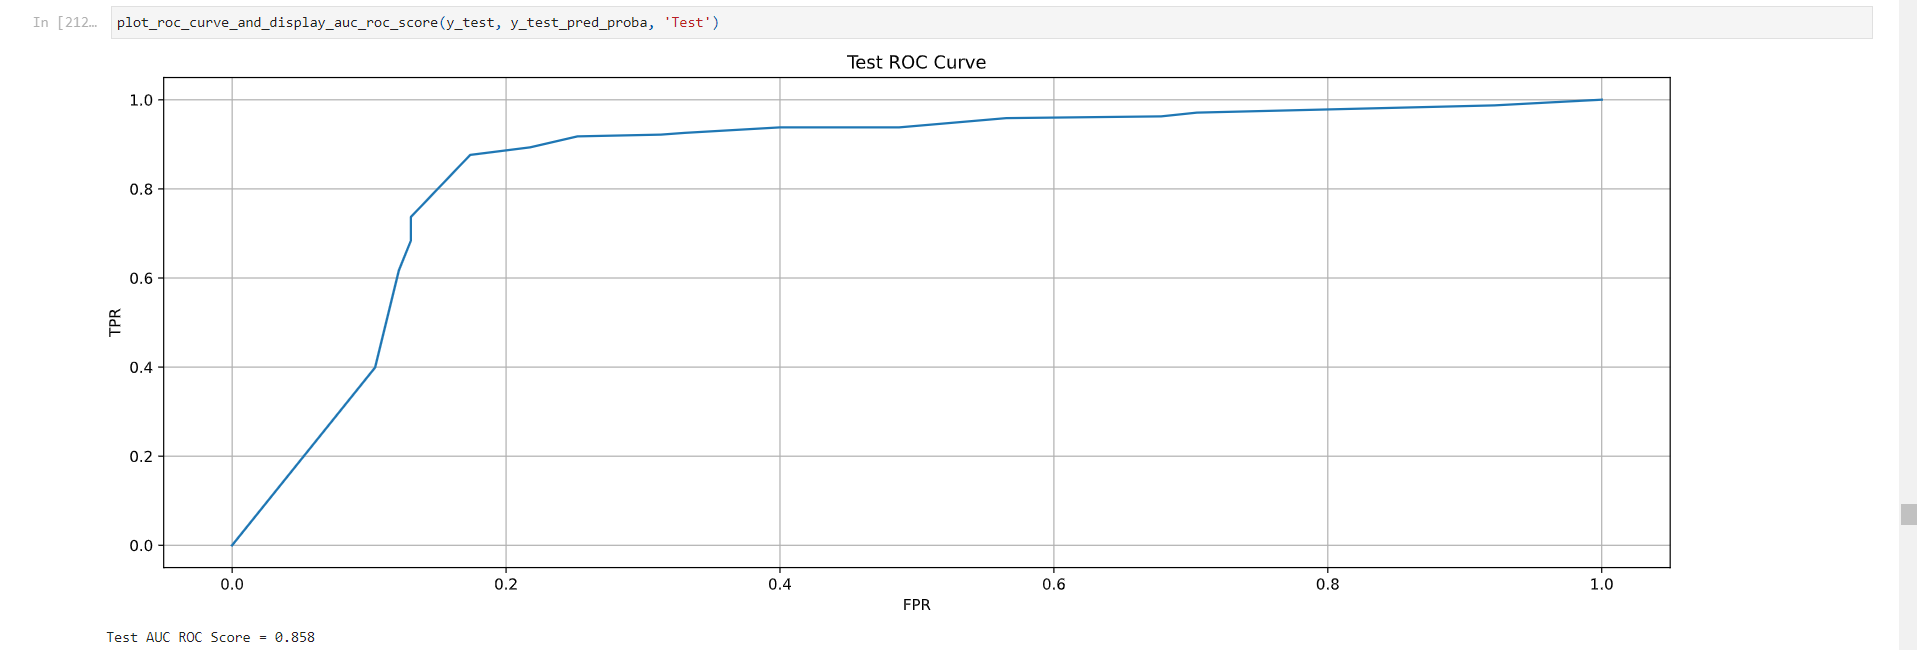 In [212…
plot_roc_curve_and_display_auc_roc_score(y_test, y_test_pred_proba, 'Test')
Test ROC Curve
1.0
0.8
0.6
TPR
0.4
0.2
0.0
0.0 0.2 0.4 0.6 0.8 1.0
FPR
Test AUC ROC Score = 0.858